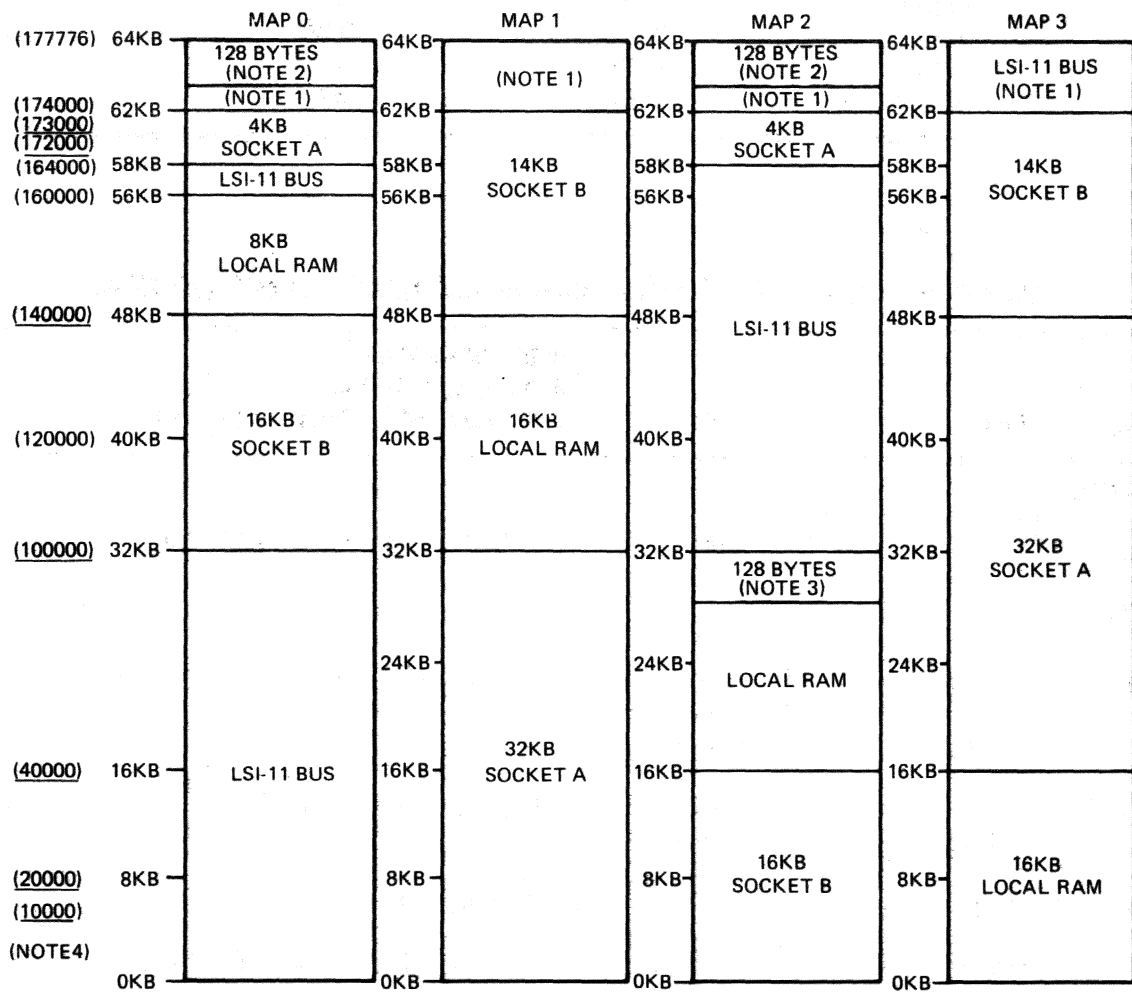 MAP 0 MAP 1 MAP 2 MAP 3
(177776) 64KB 64KB 64KB 64KB
128 BYTES
(NOTE 2)
(NOTE 1)
128 BYTES
(NOTE 2)
(NOTE 1)
LSI-11 BUS
(NOTE 1)
(NOTE 1)
(174000) 62KB 62KB 62KB 62KB
(173000)
(172000)
4KB
SOCKET A
4KB
SOCKET A
(164000) 58KB 58KB 58KB 58KB
14KB
SOCKET B
14KB
SOCKET B
LSI-11 BUS
(160000) 56KB 56KB 56KB 56KB
8KB
LOCAL RAM
(140000) 48KB 48KB 48KB 48KB
LSI-11 BUS
16KB
SOCKET B
16KB
LOCAL RAM
(120000) 40KB 40KB 40KB 40KB
(100000) 32KB 32KB 32KB 32KB
128 BYTES
(NOTE 3)
32KB
SOCKET A
24KB 24KB 24KB
LOCAL RAM
32KB
SOCKET A
(40000) 16KB 16KB 16KB 16KB
LSI-11 BUS
16KB
SOCKET B
16KB
LOCAL RAM
(20000) 8KB 8KB 8KB 8KB
(10000)
(NOTE4)
0KB 0KB 0KB 0KB